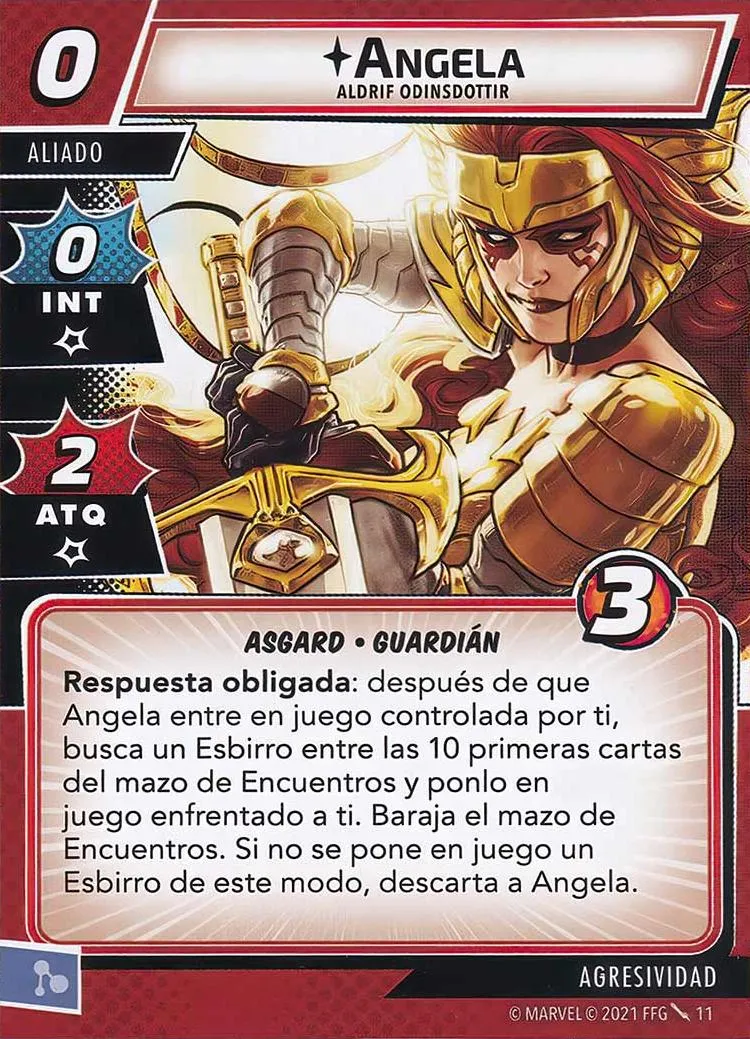 0
ANGELA
ALDRIF ODINSDOTTIR
ALIADO
0
INT
2
ATQ
3
ASGARD • GUARDIÁN
Respuesta obligada: después de que
Angela entre en juego controlada por ti,
busca un Esbirro entre las 10 primeras cartas
del mazo de Encuentros y ponlo en
juego enfrentado a ti. Baraja el mazo de
Encuentros. Si no se pone en juego un
Esbirro de este modo, descarta a Angela.
AGRESIVIDAD
© MARVEL © 2021 FFG 11